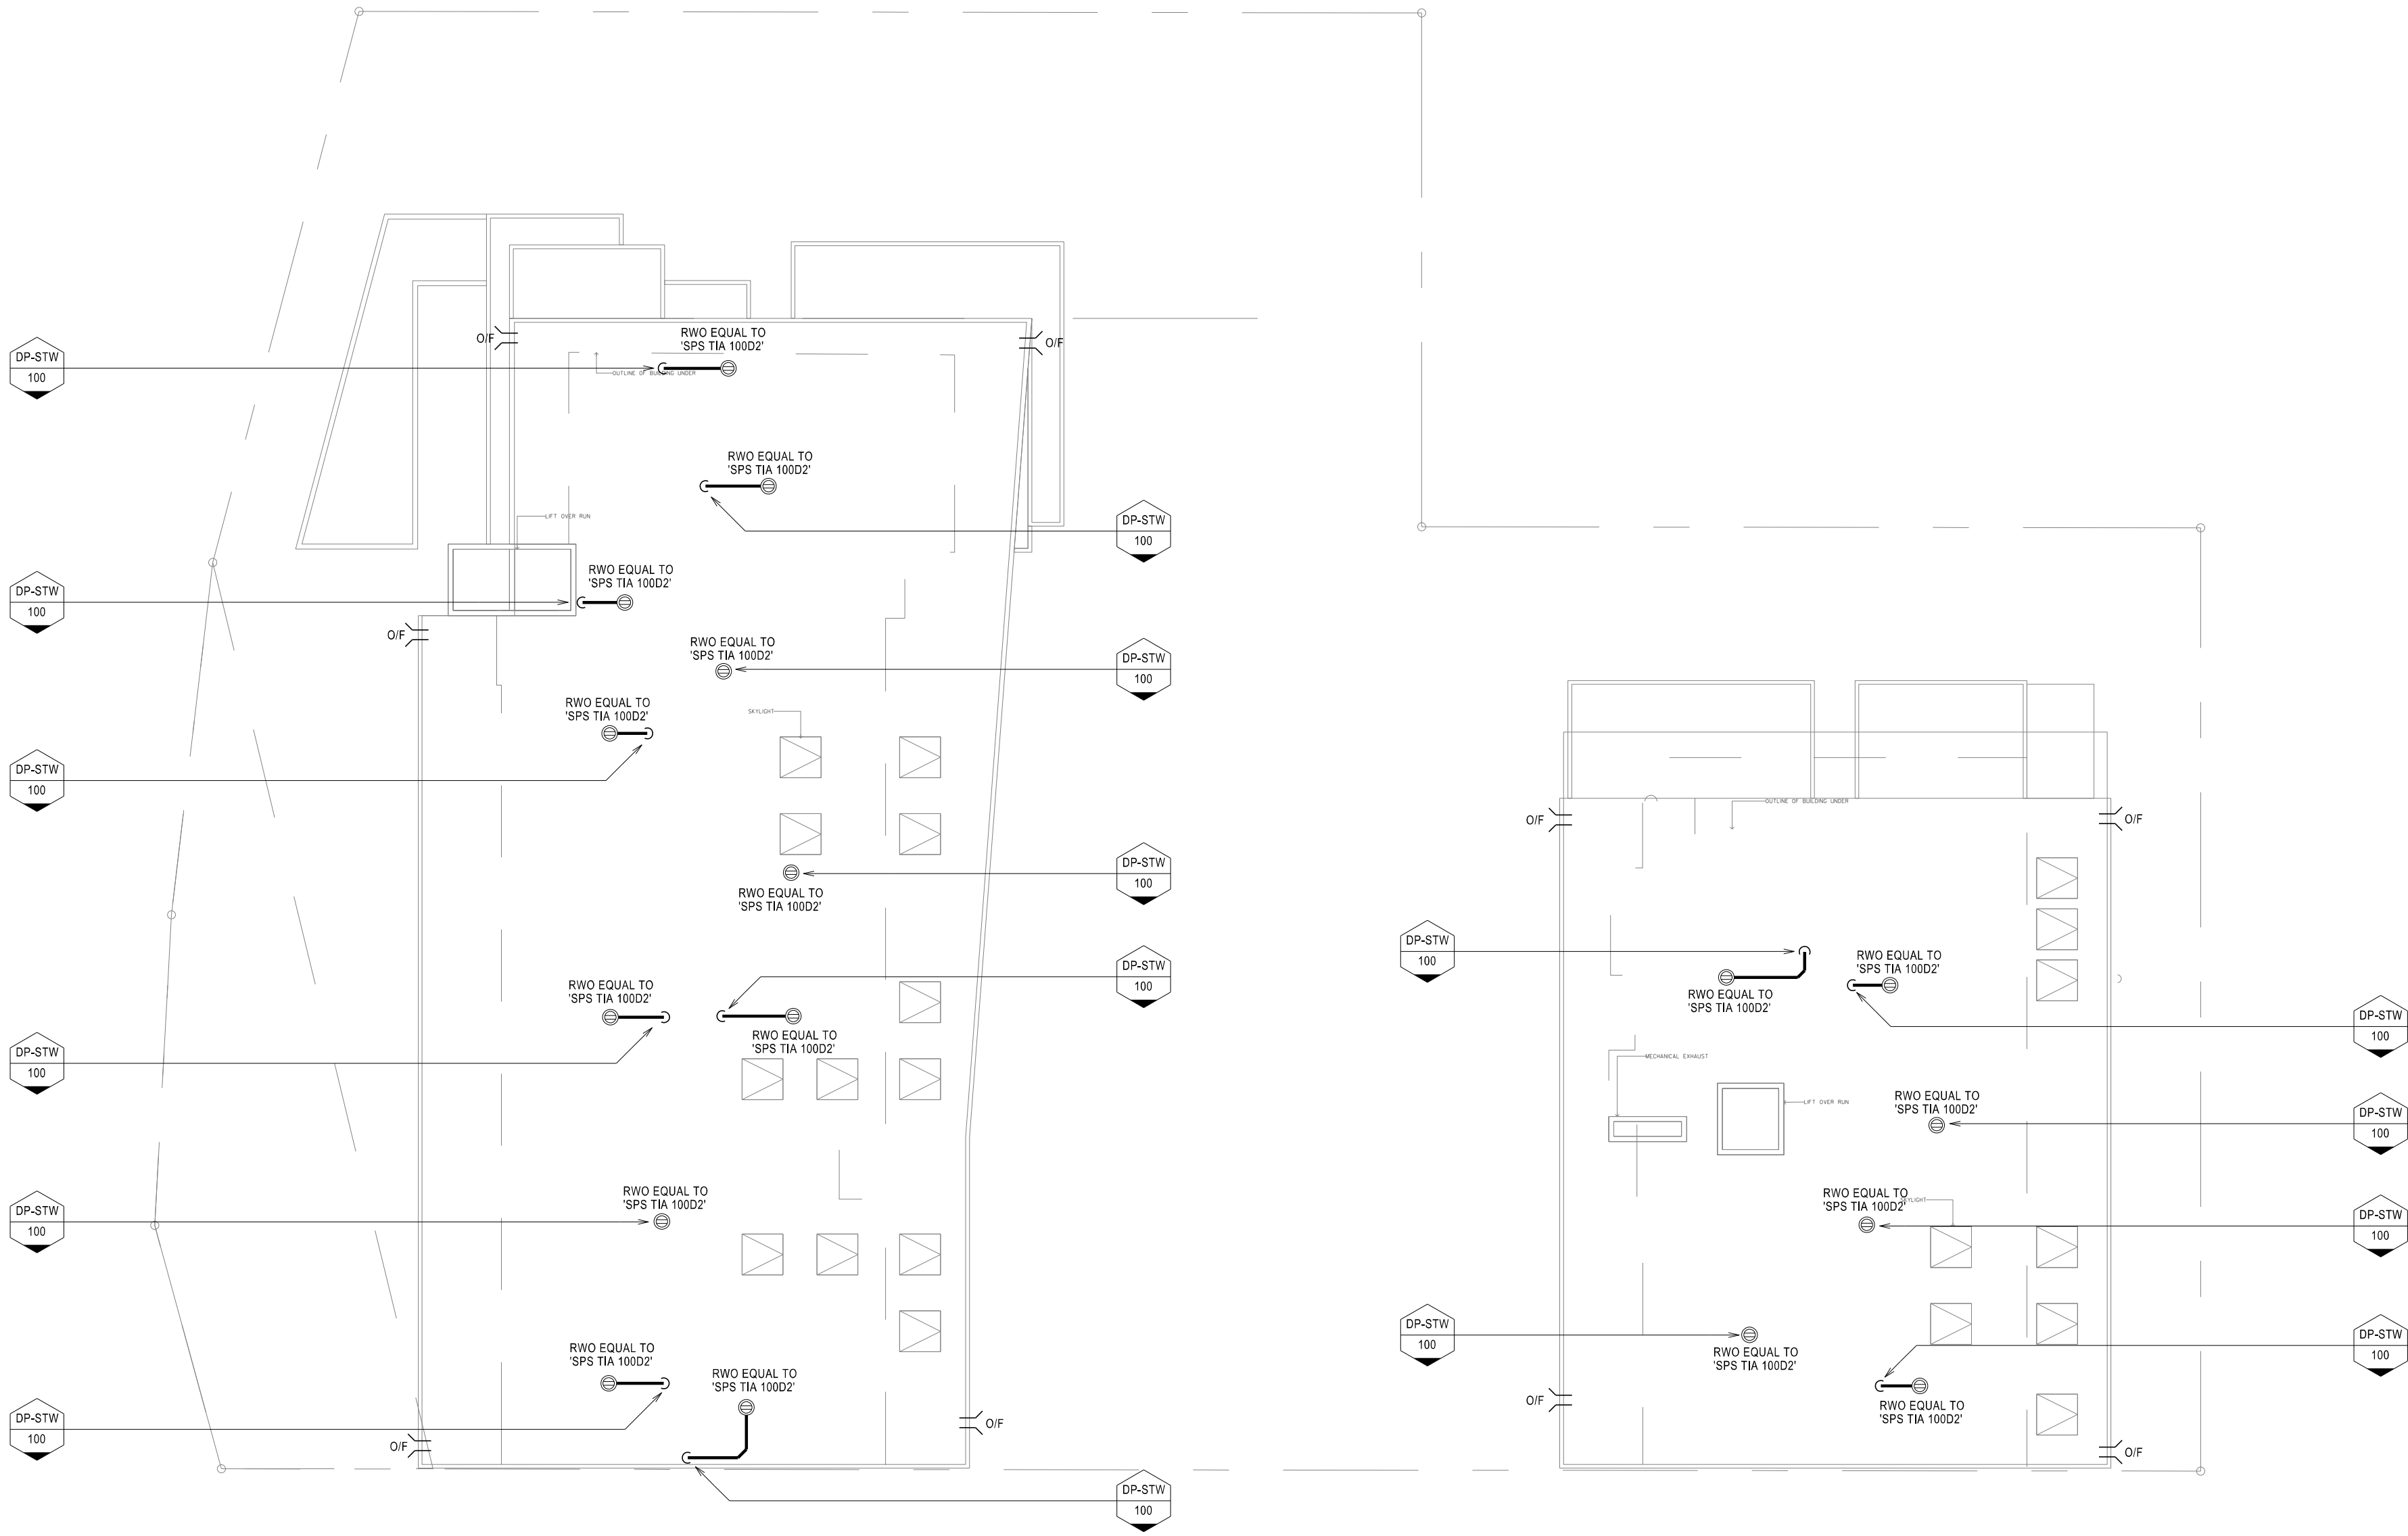 O/F
RWO EQUAL TO
'SPS TIA 100D2'
O/F
DP-STW
100
OUTLINE OF BUILDING UNDER
RWO EQUAL TO
'SPS TIA 100D2'
LIFT OVER RUN
DP-STW
100
RWO EQUAL TO
'SPS TIA 100D2'
DP-STW
100
O/F
RWO EQUAL TO
'SPS TIA 100D2'
DP-STW
100
RWO EQUAL TO
'SPS TIA 100D2'
SKYLIGHT
DP-STW
100
DP-STW
100
RWO EQUAL TO
'SPS TIA 100D2'
DP-STW
100
RWO EQUAL TO
'SPS TIA 100D2'
RWO EQUAL TO
'SPS TIA 100D2'
DP-STW
100
RWO EQUAL TO
'SPS TIA 100D2'
DP-STW
100
RWO EQUAL TO
'SPS TIA 100D2'
RWO EQUAL TO
'SPS TIA 100D2'
DP-STW
100
O/F
O/F
DP-STW
100
OUTLINE OF BUILDING UNDER
O/F
O/F
DP-STW
100
RWO EQUAL TO
'SPS TIA 100D2'
RWO EQUAL TO
'SPS TIA 100D2'
DP-STW
100
MECHANICAL EXHAUST
LIFT OVER RUN
RWO EQUAL TO
'SPS TIA 100D2'
DP-STW
100
RWO EQUAL TO
'SPS TIA 100D2'
SKYLIGHT
DP-STW
100
DP-STW
100
RWO EQUAL TO
'SPS TIA 100D2'
DP-STW
100
RWO EQUAL TO
'SPS TIA 100D2'
O/F
O/F